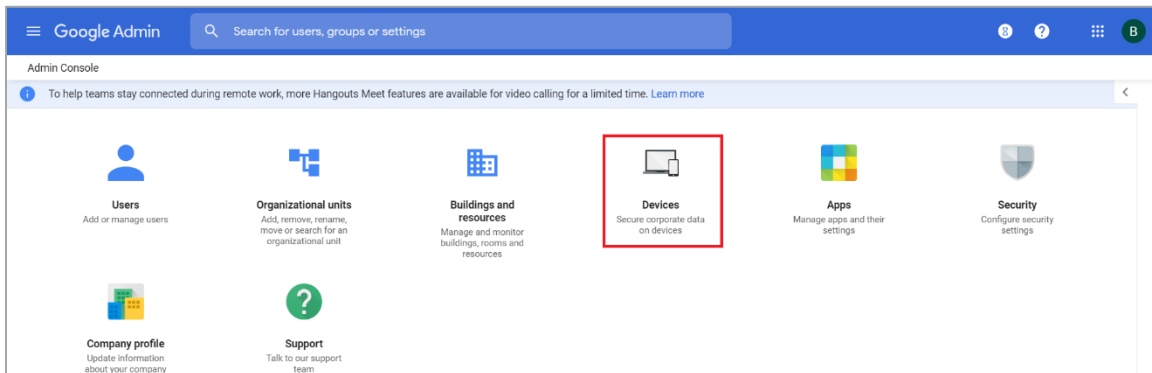 Google Admin
Search for users, groups or settings
8
?
B
Admin Console
To help teams stay connected during remote work, more Hangouts Meet features are available for video calling for a limited time. Learn more
Users
Add or manage users
Organizational units
Add, remove, rename,
move or search for an
organizational unit
Buildings and
resources
Manage and monitor
buildings, rooms and
resources
Devices
Secure corporate data
on devices
Apps
Manage apps and their
settings
Security
Configure security
settings
Company profile
Update information
about your company
?
Support
Talk to our support
team